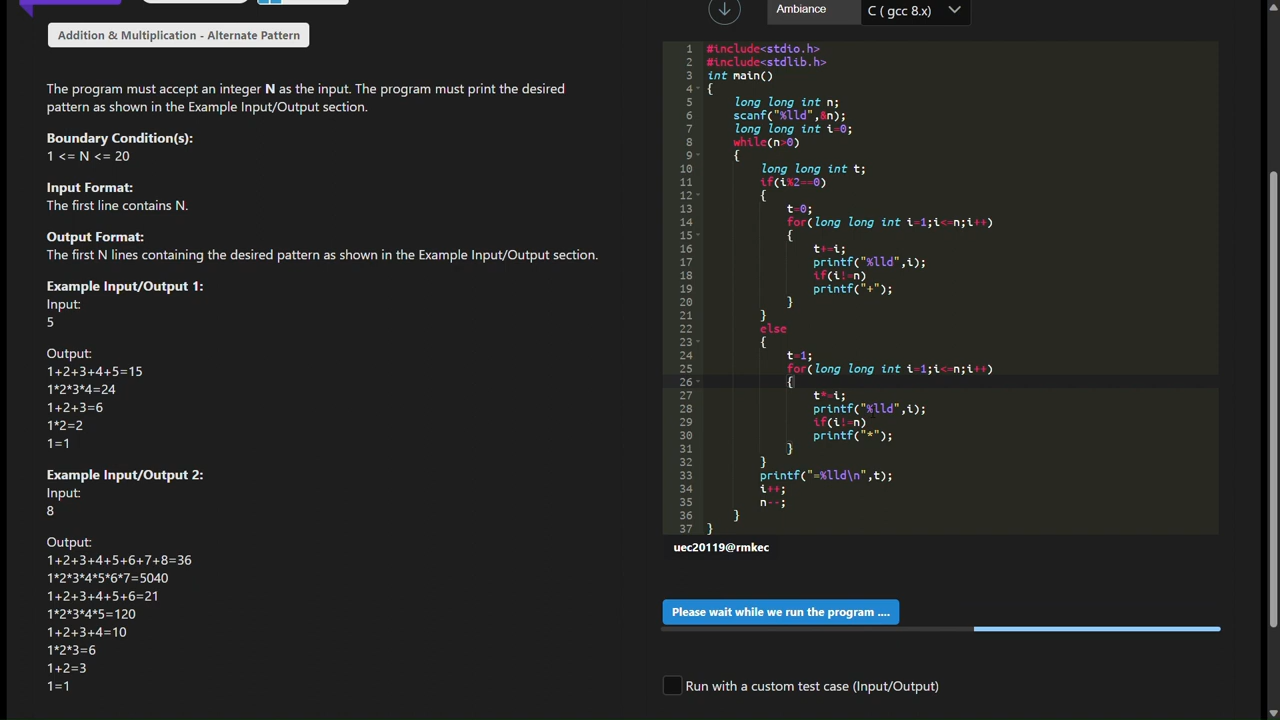 Addition & Multiplication - Alternate Pattern
The program must accept an integer N as the input. The program must print the desired
pattern as shown in the Example Input/Output section.
Boundary Condition(s):
1 <= N <= 20
Input Format:
The first line contains N.
Output Format:
The first N lines containing the desired pattern as shown in the Example Input/Output section.
Example Input/Output 1:
Input:
5
Output:
1+2+3+4+5=15
1*2*3*4=24
1+2+3=6
1*2=2
1=1
Example Input/Output 2:
Input:
8
Output:
1+2+3+4+5+6+7+8=36
1*2*3*4*5*6*7=5040
1+2+3+4+5+6=21
1*2*3*4*5=120
1+2+3+4=10
1*2*3=6
1+2=3
1=1
Ambiance
C ( gcc 8.x)
1 #include<stdio.h>
2 #include<stdlib.h>
3 int main()
4 {
5 long long int n;
6 scanf("%lld",&n);
7 long long int i=0;
8 while(n>0)
9 {
10 long long int t;
11 if(i%2==0)
12 {
13 t=0;
14 for(long long int i=1;i<=n;i++)
15 {
16 t+=i;
17 printf("%lld",i);
18 if(i!=n)
19 printf("+");
20 }
21 }
22 else
23 {
24 t=1;
25 for(long long int i=1;i<=n;i++)
26 {
27 t*=i;
28 printf("%lld",i);
29 if(i!=n)
30 printf("*");
31 }
32 }
33 printf("=%lld\n",t);
34 i++;
35 n--;
36 }
37 }
uec20119@rmkec
Please wait while we run the program ....
Run with a custom test case (Input/Output)